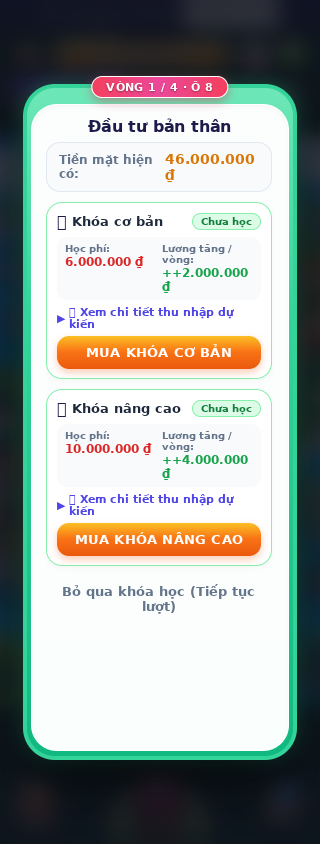 VÒNG 1 / 4 · Ô 8
Đầu tư bản thân
Tiền mặt hiện có:
46.000.000 ₫
Khóa cơ bản
Chưa học
Học phí:
6.000.000 ₫
Lương tăng / vòng:
++2.000.000 ₫
▶ Xem chi tiết thu nhập dự kiến
MUA KHÓA CƠ BẢN
Khóa nâng cao
Chưa học
Học phí:
10.000.000 ₫
Lương tăng / vòng:
++4.000.000 ₫
▶ Xem chi tiết thu nhập dự kiến
MUA KHÓA NÂNG CAO
Bỏ qua khóa học (Tiếp tục lượt)